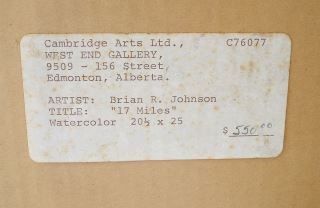 Cambridge Arts Ltd., C76077
WEST END GALLERY,
9509 - 156 Street,
Edmonton, Alberta.
ARTIST: Brian R. Johnson
TITLE: "17 Miles"
Watercolor 20½ x 25
$ 550.00